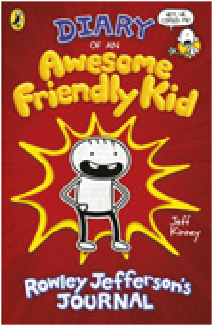 DIARY
OF AN
Awesome
Friendly Kid
Jeff
Kinney
Rowley Jefferson's
JOURNAL